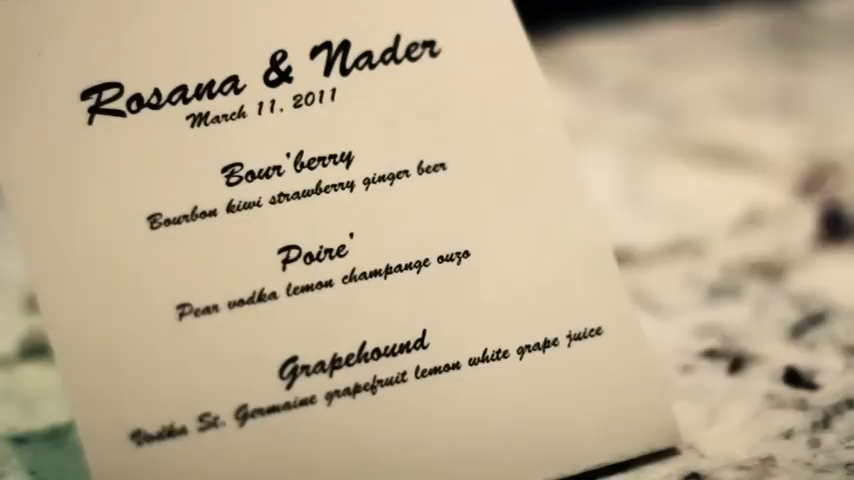 Rosana & Nader
March 11, 2011
Bour'berry
Bourbon kiwi strawberry ginger beer
Poire'
Pear vodka lemon champange ouzo
Grapehound
Vodka St. Germaine grapefruit lemon white grape juice